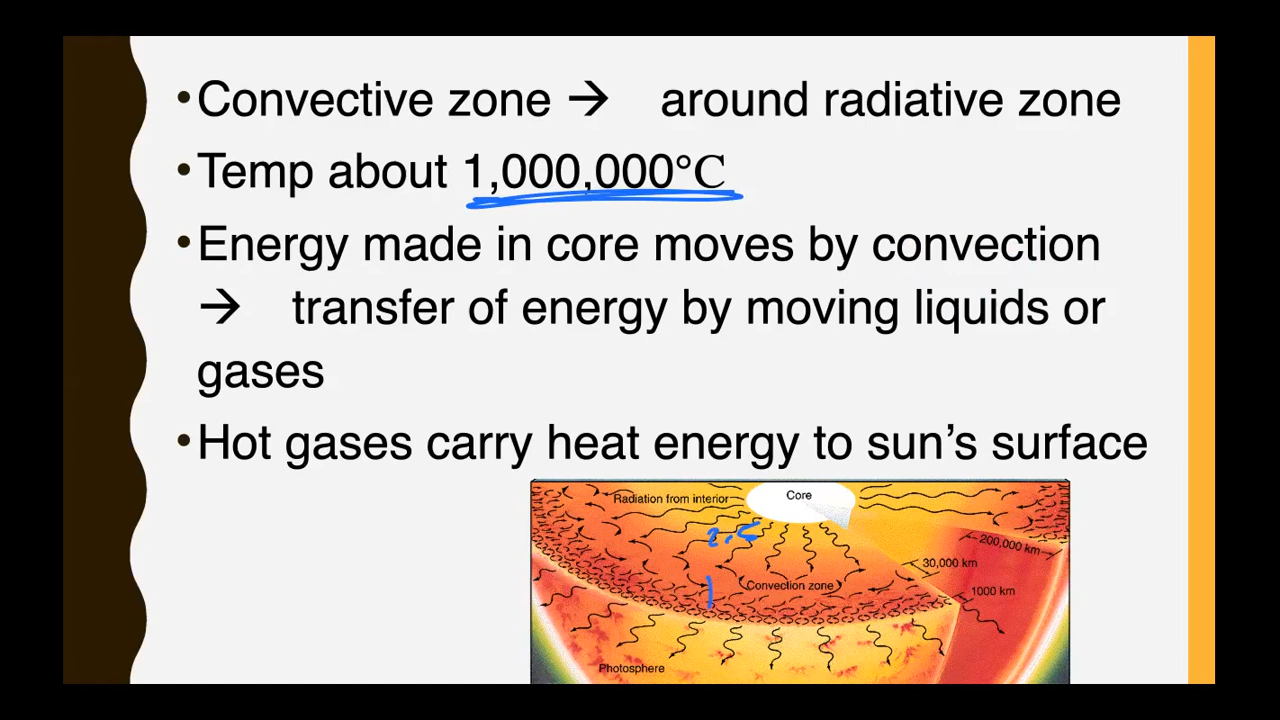 •Convective zone → around radiative zone
•Temp about 1,000,000°C
•Energy made in core moves by convection
→ transfer of energy by moving liquids or
gases
•Hot gases carry heat energy to sun's surface
Radiation from interior
Core
200,000 km
30,000 km
Convection zone
1000 km
1
Photosphere